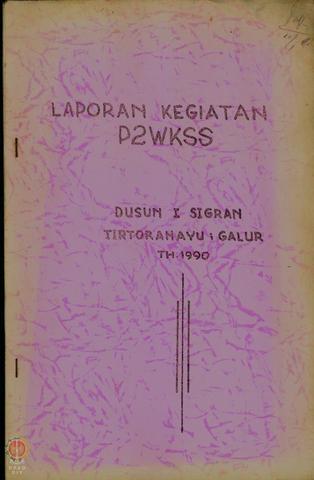 LAPORAN KEGIATAN
P2WKSS
DUSUN I SIGRAN
TIRTORAHAYU ; GALUR
TH. 1990